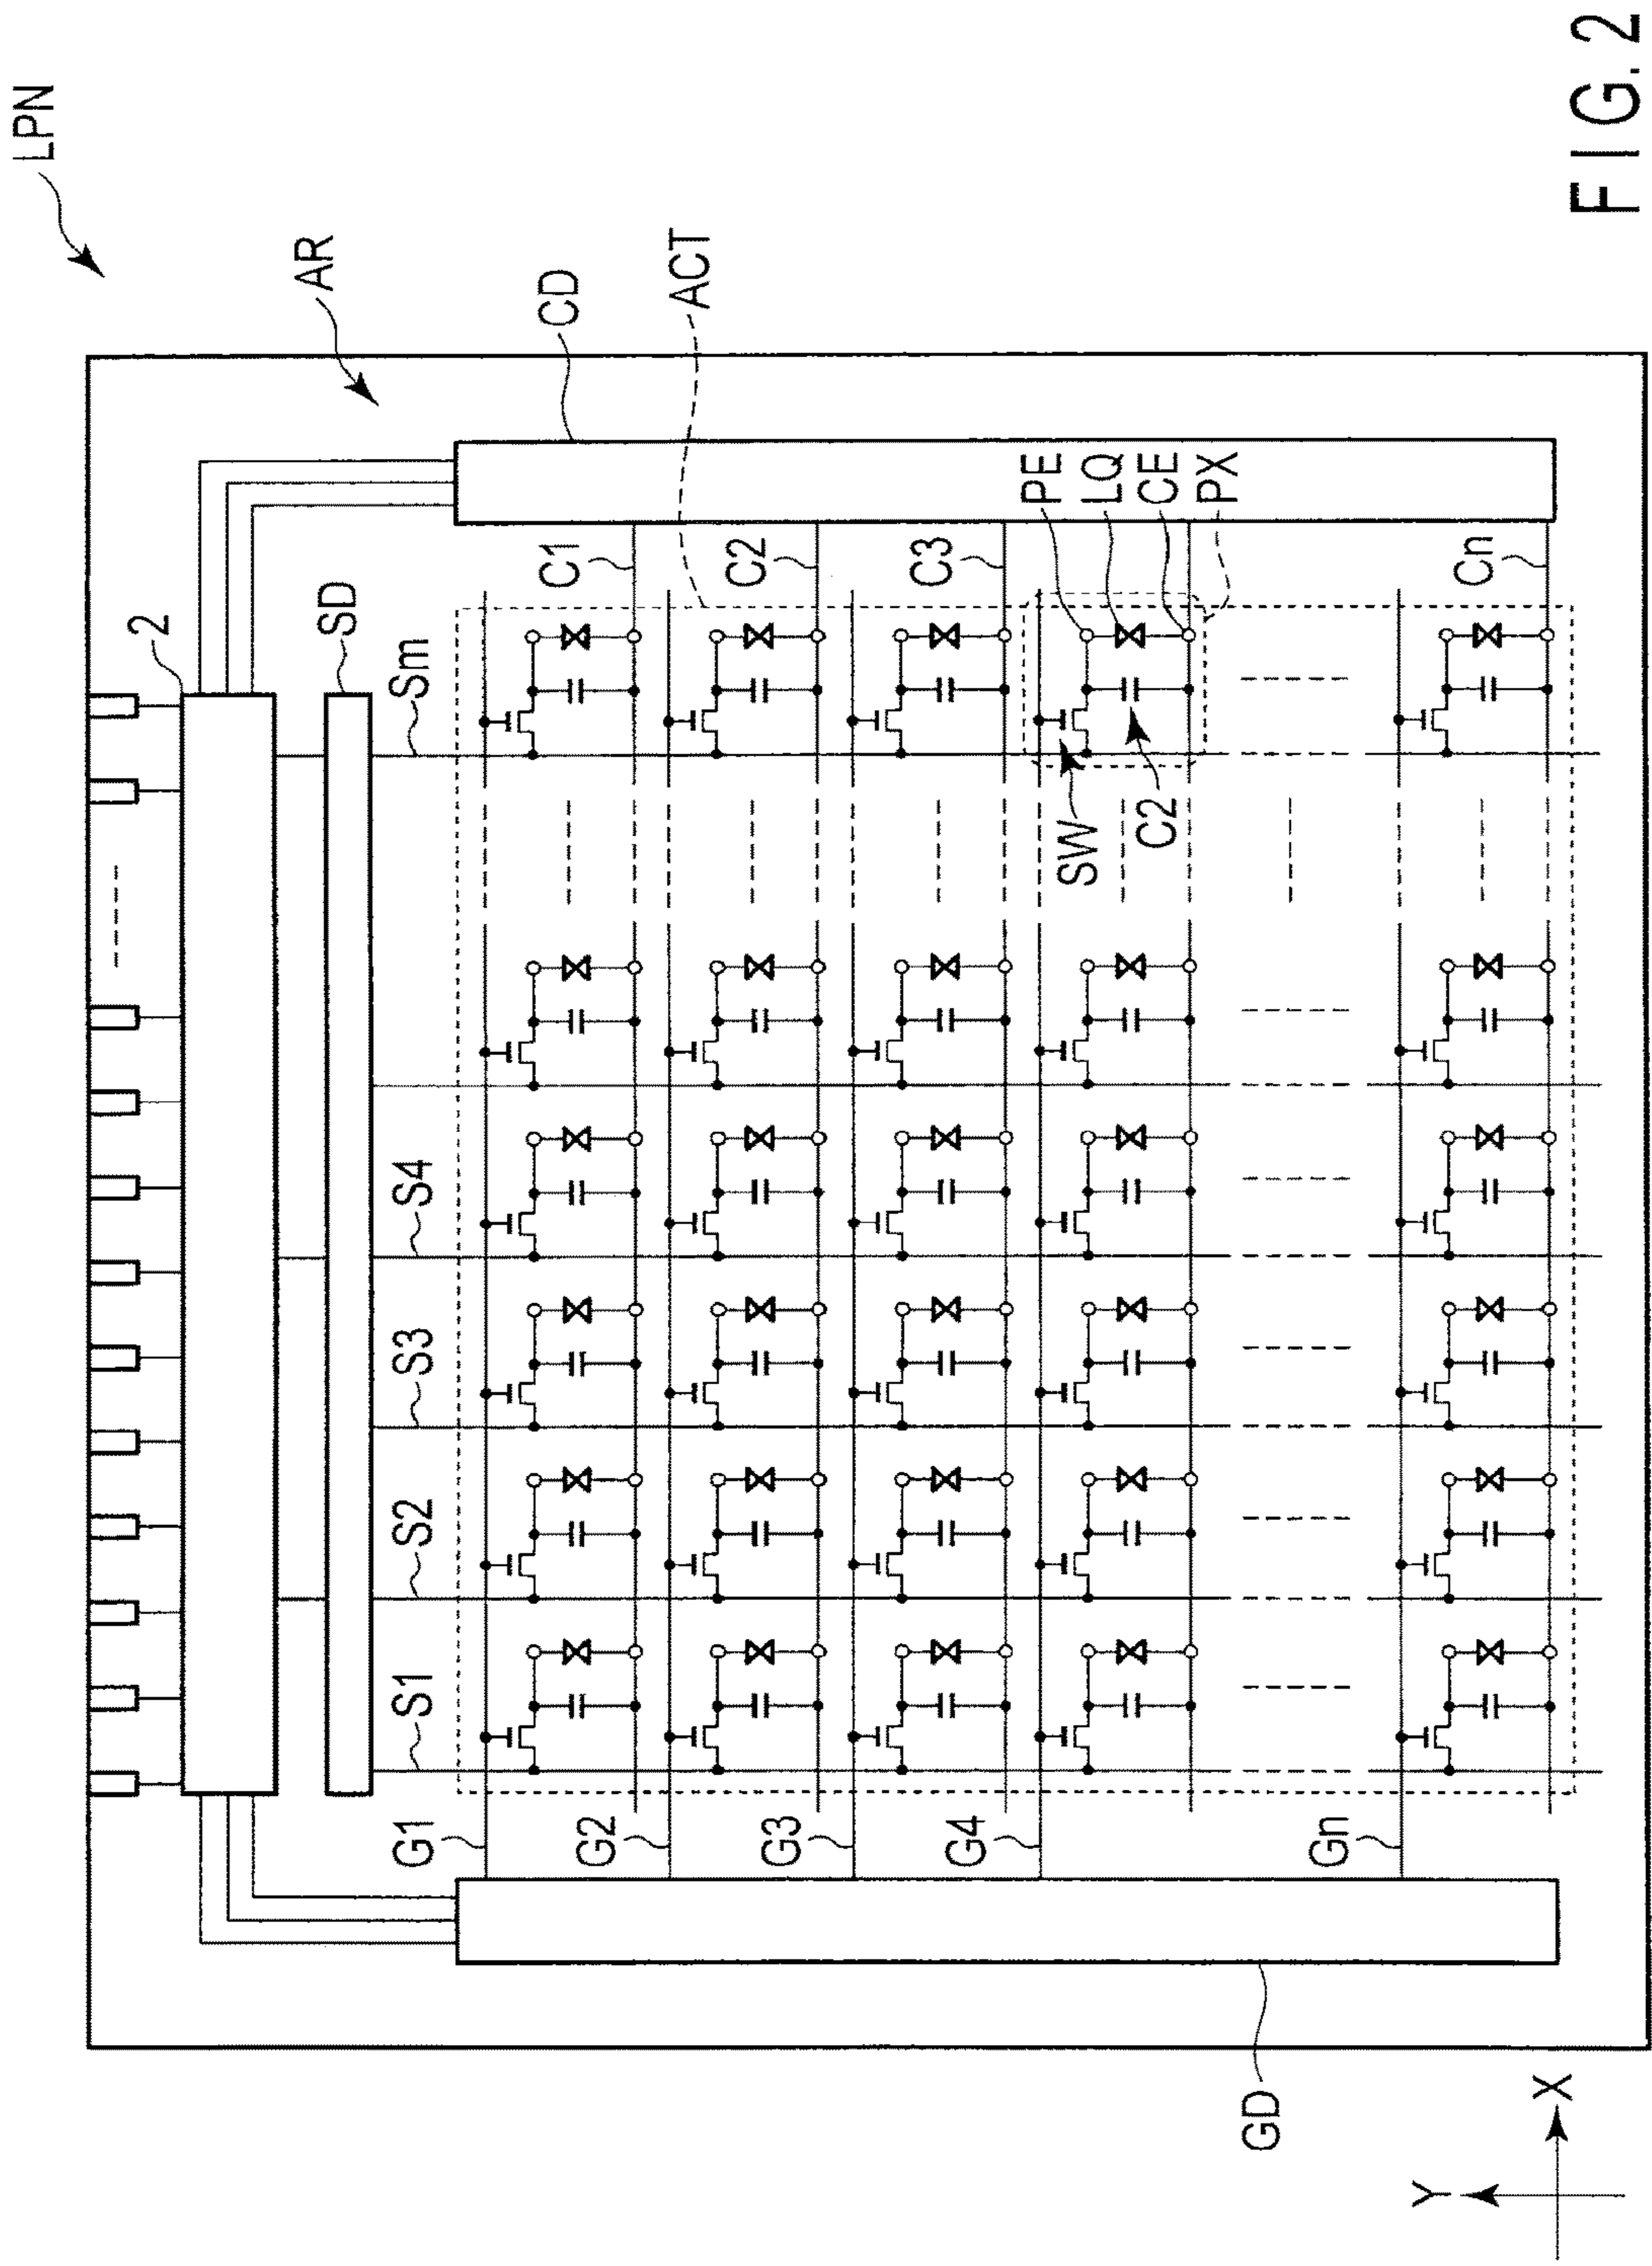 LPN
AR
CD
ACT
2
SD
Sm
C1
C2
C3
PE
LQ
CE
PX
Cn
SW
C2
S4
S3
S2
S1
G1
G2
G3
G4
Gn
GD
Y
X
FIG. 2